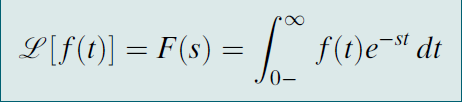 ℒ[f(t)] = F(s) = ∫₀₋^∞ f(t)e^{−st} dt